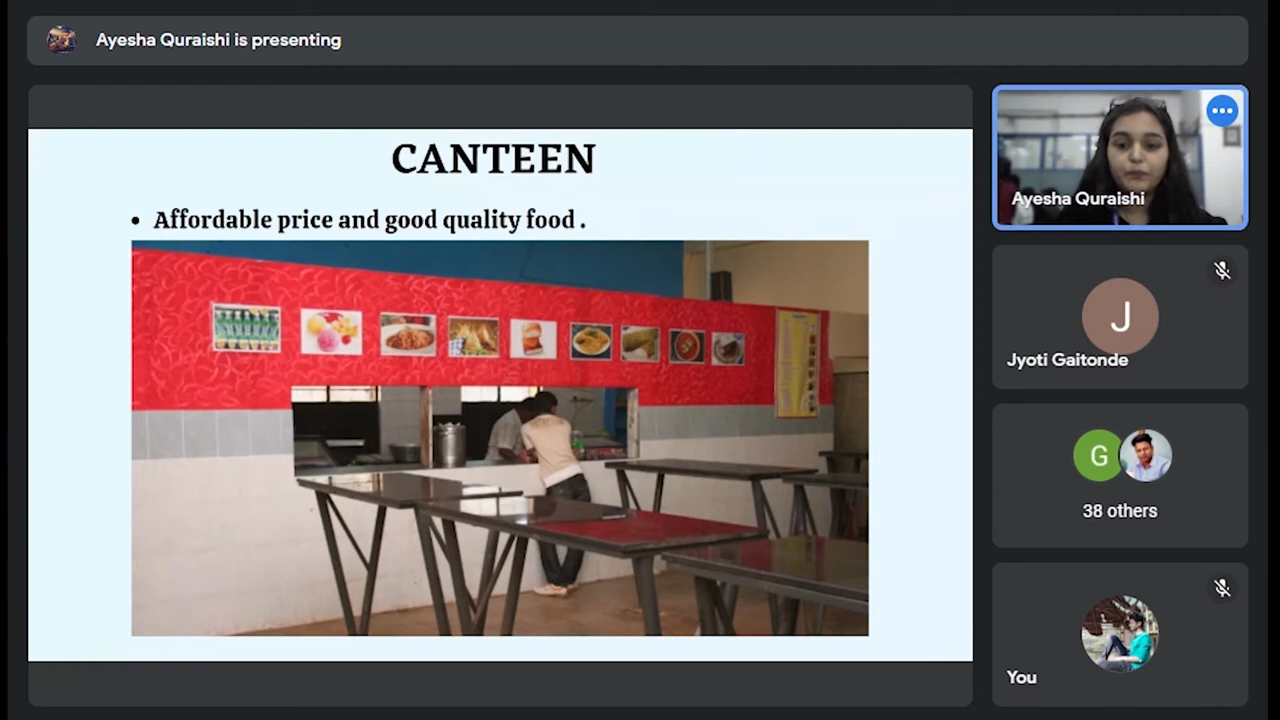 Ayesha Quraishi is presenting
CANTEEN
• Affordable price and good quality food .
Ayesha Quraishi
J
Jyoti Gaitonde
G
38 others
You